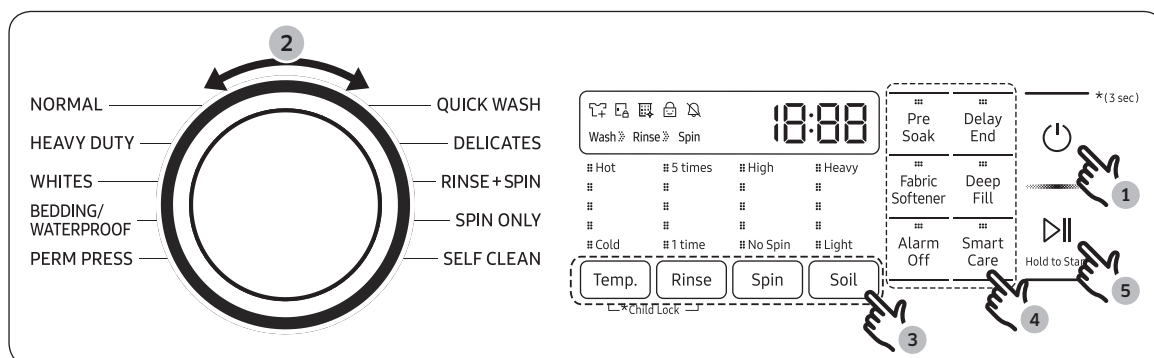 2
NORMAL
HEAVY DUTY
WHITES
BEDDING/
WATERPROOF
PERM PRESS
QUICK WASH
DELICATES
RINSE+SPIN
SPIN ONLY
SELF CLEAN
18:88
Wash Rinse Spin
Hot 5 times High Heavy
Cold 1 time No Spin Light
Temp. Rinse Spin Soil
*Child Lock
3
Pre
Soak
Delay
End
Fabric
Softener
Deep
Fill
Alarm
Off
Smart
Care
4
*(3 sec)
1
Hold to
5